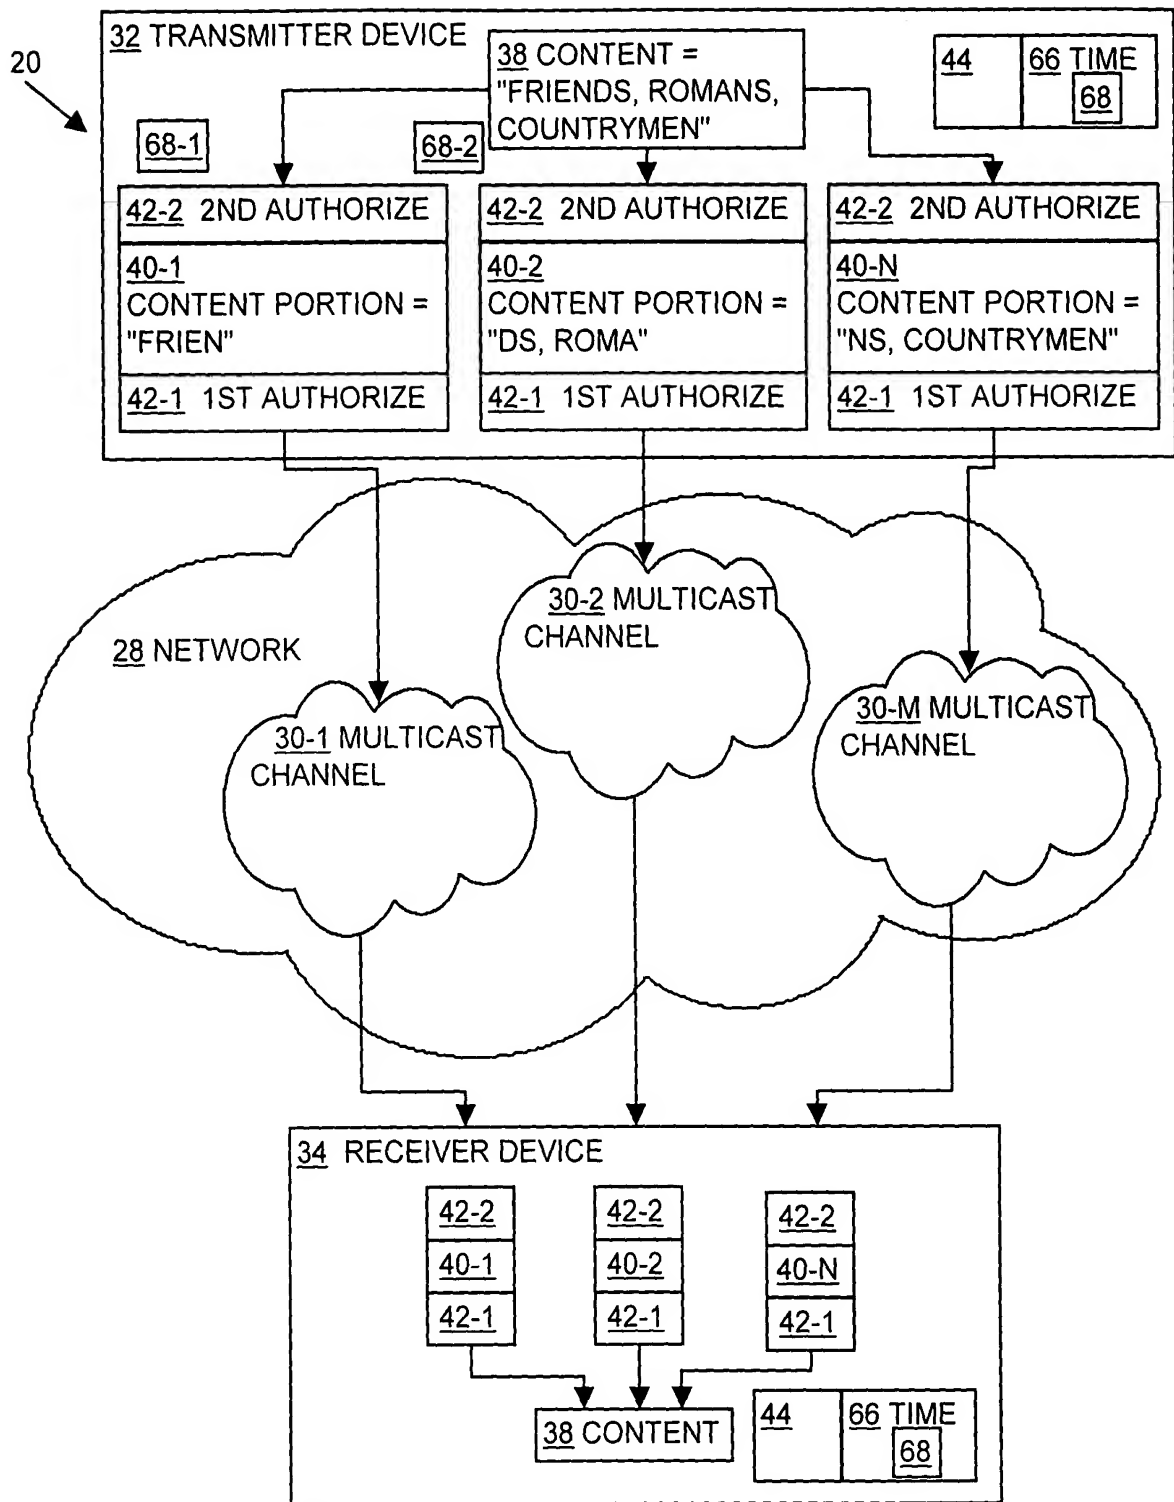 20
32 TRANSMITTER DEVICE
38 CONTENT =
"FRIENDS, ROMANS,
COUNTRYMEN"
44
66 TIME
68
68-1
68-2
42-2 2ND AUTHORIZE
40-1
CONTENT PORTION =
"FRIEN"
42-1 1ST AUTHORIZE
42-2 2ND AUTHORIZE
40-2
CONTENT PORTION =
"DS, ROMA"
42-1 1ST AUTHORIZE
42-2 2ND AUTHORIZE
40-N
CONTENT PORTION =
"NS, COUNTRYMEN"
42-1 1ST AUTHORIZE
28 NETWORK
30-1 MULTICAST
CHANNEL
30-2 MULTICAST
CHANNEL
30-M MULTICAST
CHANNEL
34 RECEIVER DEVICE
42-2
40-1
42-1
42-2
40-2
42-1
42-2
40-N
42-1
38 CONTENT
44
66 TIME
68